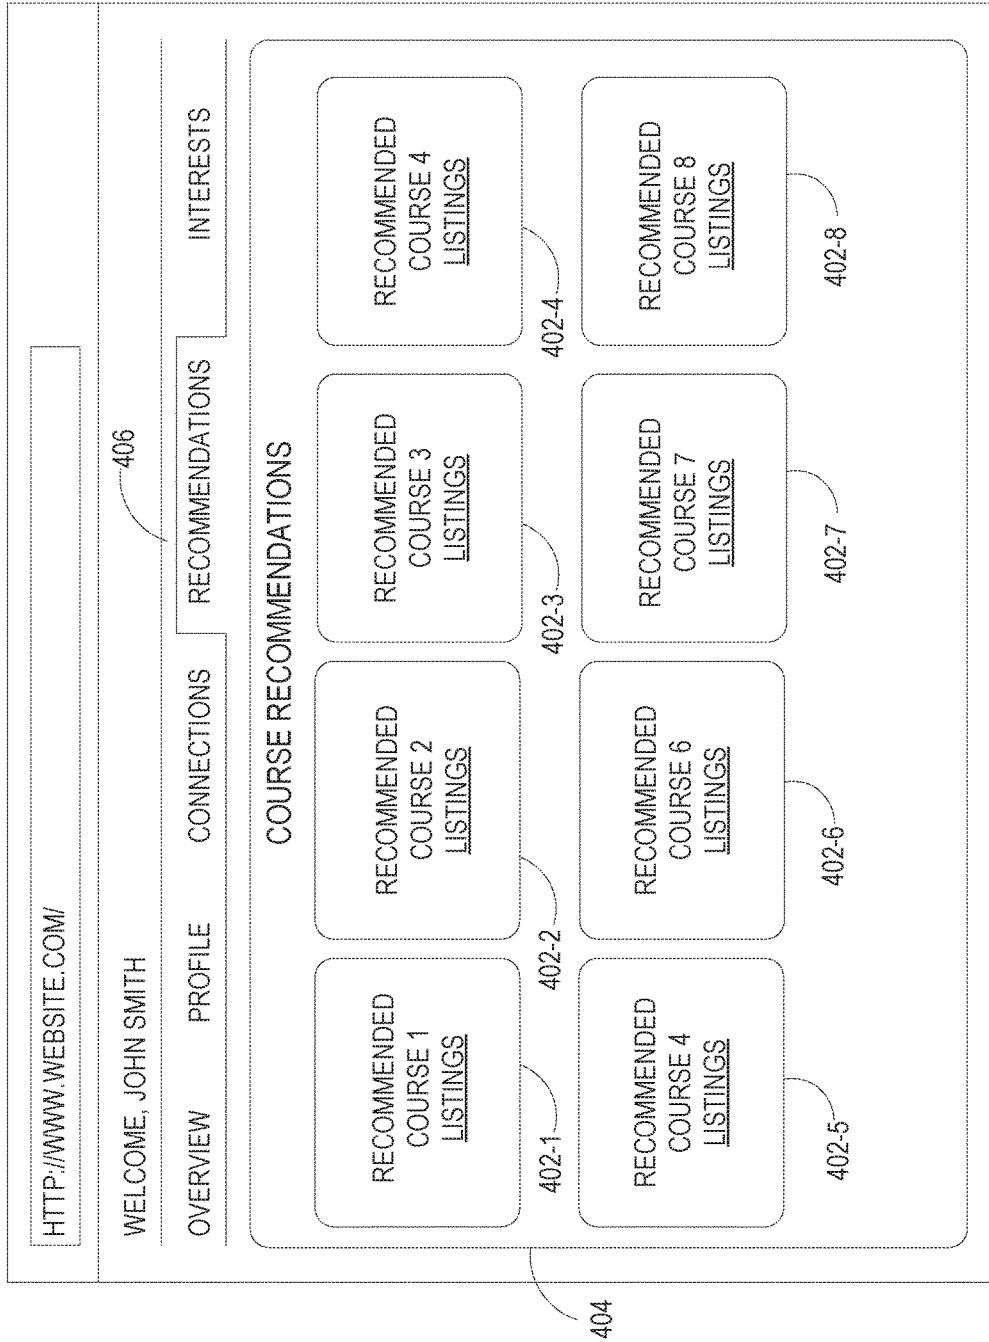 HTTP://WWW.WEBSITE.COM/
WELCOME, JOHN SMITH
406
OVERVIEW PROFILE CONNECTIONS RECOMMENDATIONS INTERESTS
COURSE RECOMMENDATIONS
RECOMMENDED
COURSE 1
LISTINGS
402-1
RECOMMENDED
COURSE 2
LISTINGS
402-2
RECOMMENDED
COURSE 3
LISTINGS
402-3
RECOMMENDED
COURSE 4
LISTINGS
402-4
RECOMMENDED
COURSE 4
LISTINGS
402-5
RECOMMENDED
COURSE 6
LISTINGS
402-6
RECOMMENDED
COURSE 7
LISTINGS
402-7
RECOMMENDED
COURSE 8
LISTINGS
402-8
404